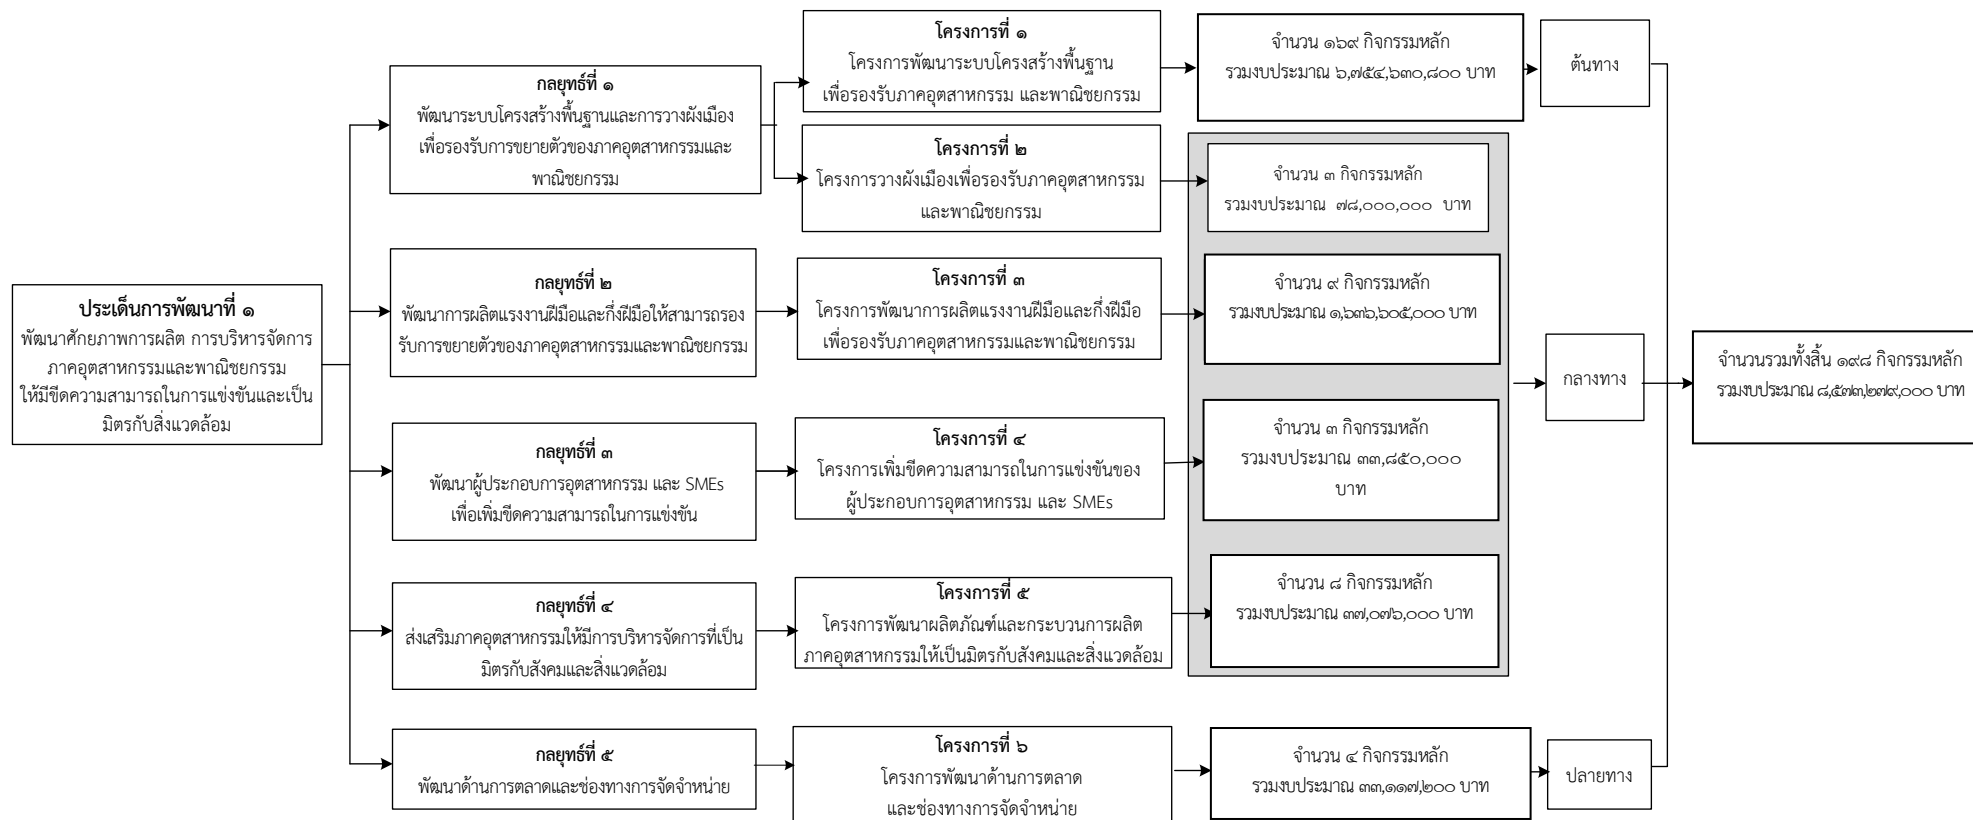 ประเด็นการพัฒนาที่ ๑
พัฒนาศักยภาพการผลิต การบริหารจัดการ
ภาคอุตสาหกรรมและพาณิชยกรรม
ให้มีขีดความสามารถในการแข่งขันและเป็น
มิตรกับสิ่งแวดล้อม
กลยุทธ์ที่ ๑
พัฒนาระบบโครงสร้างพื้นฐานและการวางผังเมือง
เพื่อรองรับการขยายตัวของภาคอุตสาหกรรมและ
พาณิชยกรรม
โครงการที่ ๑
โครงการพัฒนาระบบโครงสร้างพื้นฐาน
เพื่อรองรับภาคอุตสาหกรรม และพาณิชยกรรม
จำนวน ๑๖๙ กิจกรรมหลัก
รวมงบประมาณ ๖,๗๕๔,๖๓๐,๘๐๐ บาท
ต้นทาง
โครงการที่ ๒
โครงการวางผังเมืองเพื่อรองรับภาคอุตสาหกรรม
และพาณิชยกรรม
จำนวน ๓ กิจกรรมหลัก
รวมงบประมาณ ๗๘,๐๐๐,๐๐๐ บาท
กลยุทธ์ที่ ๒
พัฒนาการผลิตแรงงานฝีมือและกึ่งฝีมือให้สามารถรอง
รับการขยายตัวของภาคอุตสาหกรรมและพาณิชยกรรม
โครงการที่ ๓
โครงการพัฒนาการผลิตแรงงานฝีมือและกึ่งฝีมือ
เพื่อรองรับภาคอุตสาหกรรมและพาณิชยกรรม
จำนวน ๙ กิจกรรมหลัก
รวมงบประมาณ ๑,๖๓๖,๖๐๕,๐๐๐ บาท
กลยุทธ์ที่ ๓
พัฒนาผู้ประกอบการอุตสาหกรรม และ SMEs
เพื่อเพิ่มขีดความสามารถในการแข่งขัน
โครงการที่ ๔
โครงการเพิ่มขีดความสามารถในการแข่งขันของ
ผู้ประกอบการอุตสาหกรรม และ SMEs
จำนวน ๓ กิจกรรมหลัก
รวมงบประมาณ ๓๓,๘๕๐,๐๐๐
บาท
กลยุทธ์ที่ ๔
ส่งเสริมภาคอุตสาหกรรมให้มีการบริหารจัดการที่เป็น
มิตรกับสังคมและสิ่งแวดล้อม
โครงการที่ ๕
โครงการพัฒนาผลิตภัณฑ์และกระบวนการผลิต
ภาคอุตสาหกรรมให้เป็นมิตรกับสังคมและสิ่งแวดล้อม
จำนวน ๘ กิจกรรมหลัก
รวมงบประมาณ ๓๗,๐๗๖,๐๐๐ บาท
กลางทาง
กลยุทธ์ที่ ๕
พัฒนาด้านการตลาดและช่องทางการจัดจำหน่าย
โครงการที่ ๖
โครงการพัฒนาด้านการตลาด
และช่องทางการจัดจำหน่าย
จำนวน ๔ กิจกรรมหลัก
รวมงบประมาณ ๓๓,๑๑๗,๒๐๐ บาท
ปลายทาง
จำนวนรวมทั้งสิ้น ๑๙๘ กิจกรรมหลัก
รวมงบประมาณ ๘,๕๗๓,๒๗๙,๐๐๐ บาท